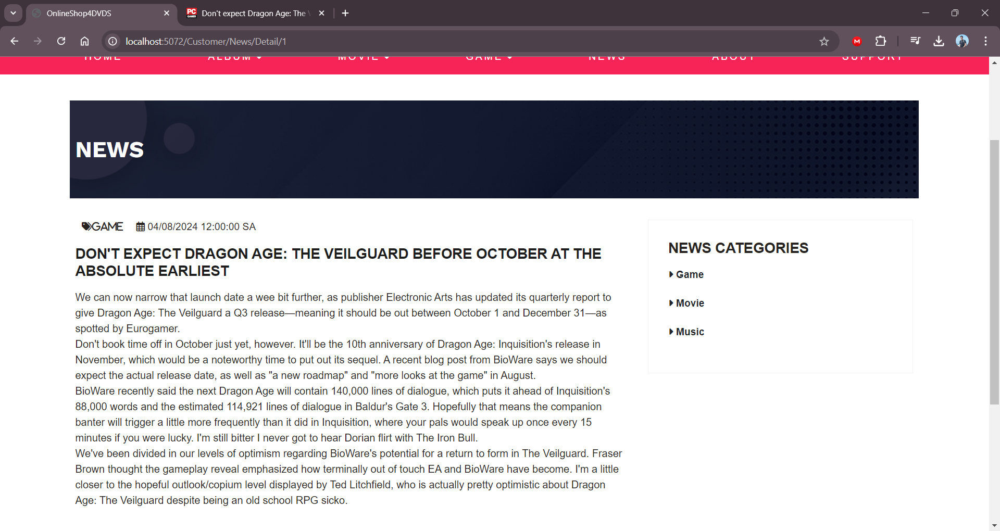 OnlineShop4DVDS
PC GAMER Don't expect Dragon Age: The
localhost:5072/Customer/News/Detail/1
HOME ALBUM MOVIE GAME NEWS ABOUT SUPPORT
NEWS
GAME 04/08/2024 12:00:00 SA
DON'T EXPECT DRAGON AGE: THE VEILGUARD BEFORE OCTOBER AT THE
ABSOLUTE EARLIEST
We can now narrow that launch date a wee bit further, as publisher Electronic Arts has updated its quarterly report to
give Dragon Age: The Veilguard a Q3 release—meaning it should be out between October 1 and December 31—as
spotted by Eurogamer.
Don't book time off in October just yet, however. It'll be the 10th anniversary of Dragon Age: Inquisition's release in
November, which would be a noteworthy time to put out its sequel. A recent blog post from BioWare says we should
expect the actual release date, as well as "a new roadmap" and "more looks at the game" in August.
BioWare recently said the next Dragon Age will contain 140,000 lines of dialogue, which puts it ahead of Inquisition's
88,000 words and the estimated 114,921 lines of dialogue in Baldur's Gate 3. Hopefully that means the companion
banter will trigger a little more frequently than it did in Inquisition, where your pals would speak up once every 15
minutes if you were lucky. I'm still bitter I never got to hear Dorian flirt with The Iron Bull.
We've been divided in our levels of optimism regarding BioWare's potential for a return to form in The Veilguard. Fraser
Brown thought the gameplay reveal emphasized how terminally out of touch EA and BioWare have become. I'm a little
closer to the hopeful outlook/copium level displayed by Ted Litchfield, who is actually pretty optimistic about Dragon
Age: The Veilguard despite being an old school RPG sicko.
NEWS CATEGORIES
Game
Movie
Music